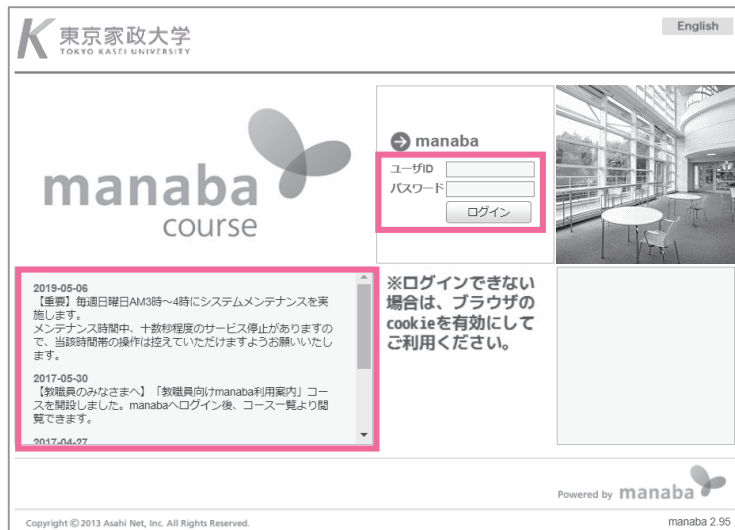 K 東京家政大学
TOKYO KASEI UNIVERSITY
English
manaba
course
manaba
ユーザID
パスワード
ログイン
2019-05-06
【重要】毎週日曜日AM3時～4時にシステムメンテナンスを実
施します。
メンテナンス時間中、十数秒程度のサービス停止がありますの
で、当該時間帯の操作は控えていただけますようお願いいたし
ます。
2017-05-30
【教職員のみなさまへ】「教職員向けmanaba利用案内」コー
スを開設しました。manabaへログイン後、コース一覧より閲
覧できます。
2017-04-27
※ログインできない
場合は、ブラウザの
cookieを有効にして
ご利用ください。
Powered by manaba
Copyright © 2013 Asahi Net, Inc. All Rights Reserved.
manaba 2.95